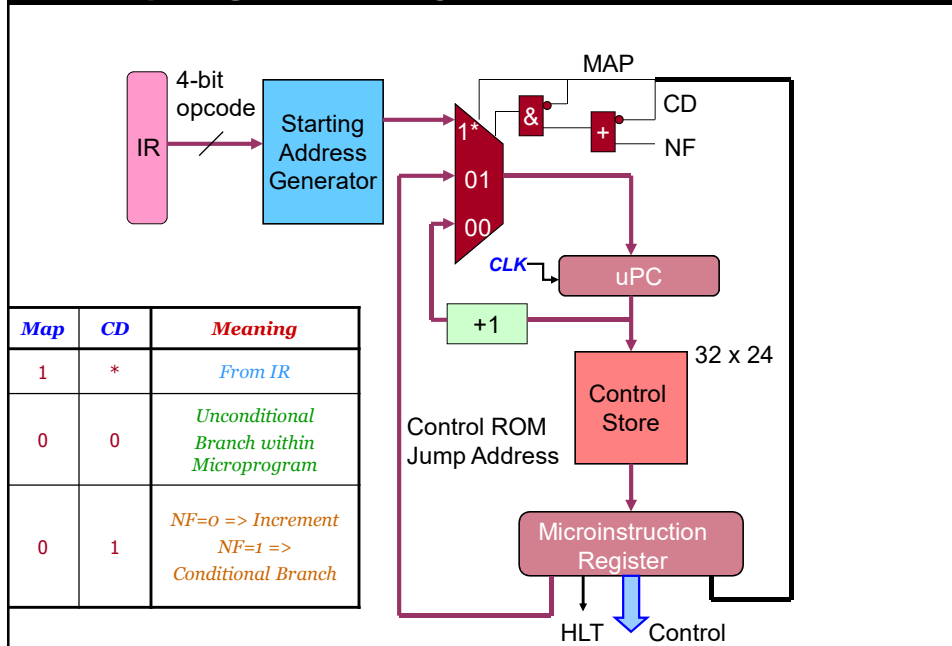 MAP
4-bit
opcode
CD
&
IR
Starting
Address
Generator
1*
+
NF
01
00
CLK
uPC
+1
32 x 24
Control
Store
Control ROM
Jump Address
Map CD Meaning
1 * From IR
0 0 Unconditional
Branch within
Microprogram
0 1 NF=0 => Increment
NF=1 =>
Conditional Branch
Microinstruction
Register
HLT
Control